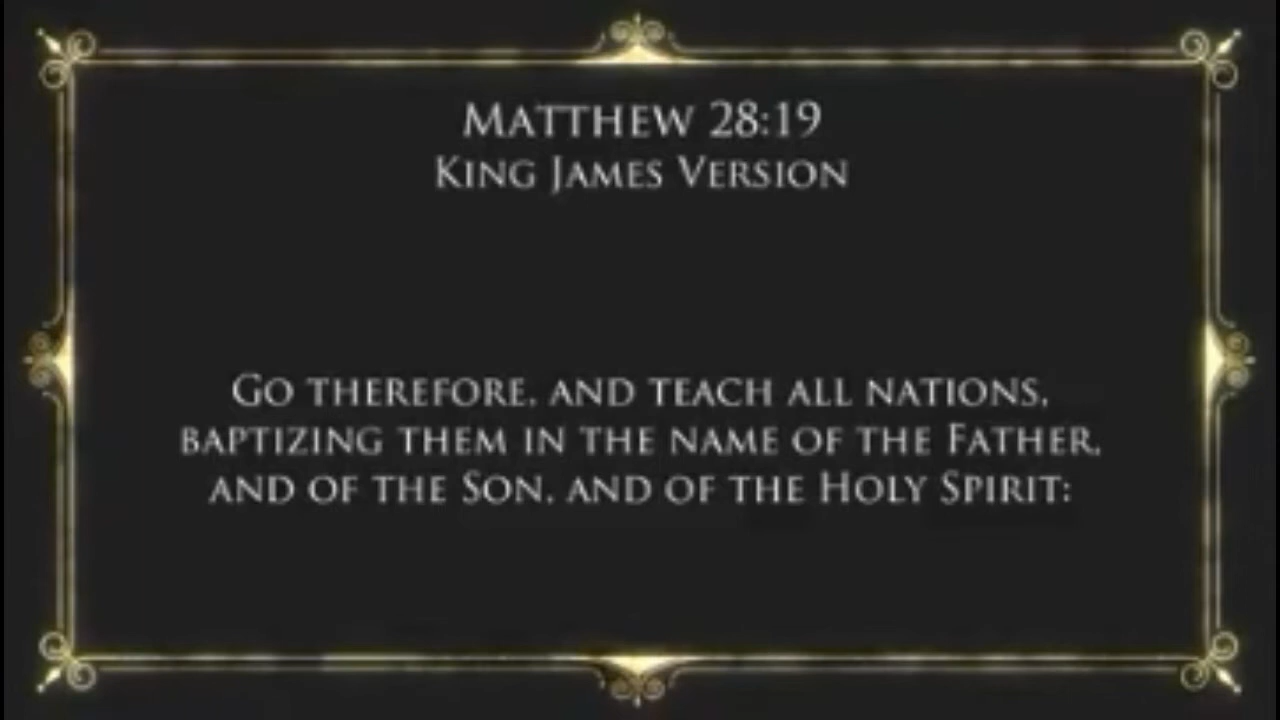 Matthew 28:19
King James Version
Go therefore, and teach all nations,
baptizing them in the name of the Father,
and of the Son, and of the Holy Spirit: